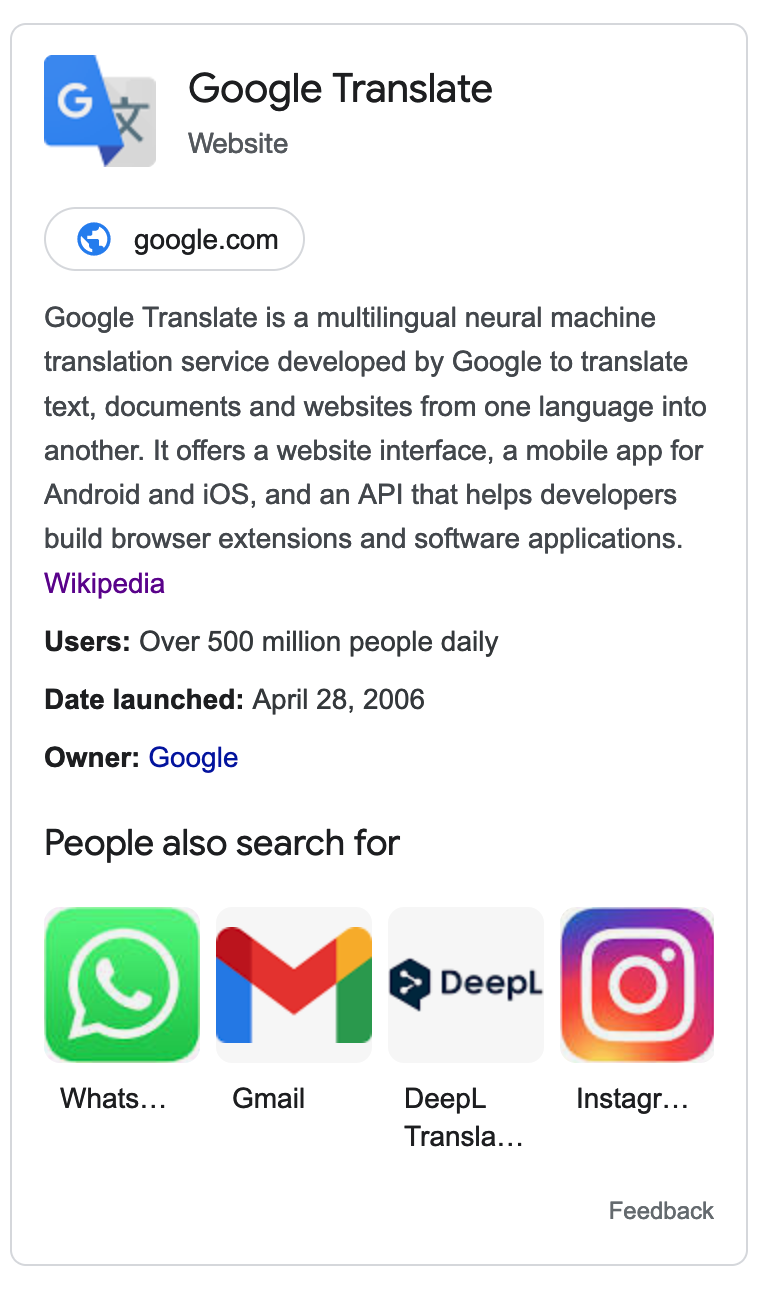 G 文
Google Translate
Website
google.com
Google Translate is a multilingual neural machine
translation service developed by Google to translate
text, documents and websites from one language into
another. It offers a website interface, a mobile app for
Android and iOS, and an API that helps developers
build browser extensions and software applications.
Wikipedia
Users: Over 500 million people daily
Date launched: April 28, 2006
Owner: Google
People also search for
DeepL
Whats… Gmail DeepL Instagr…
Transla…
Feedback